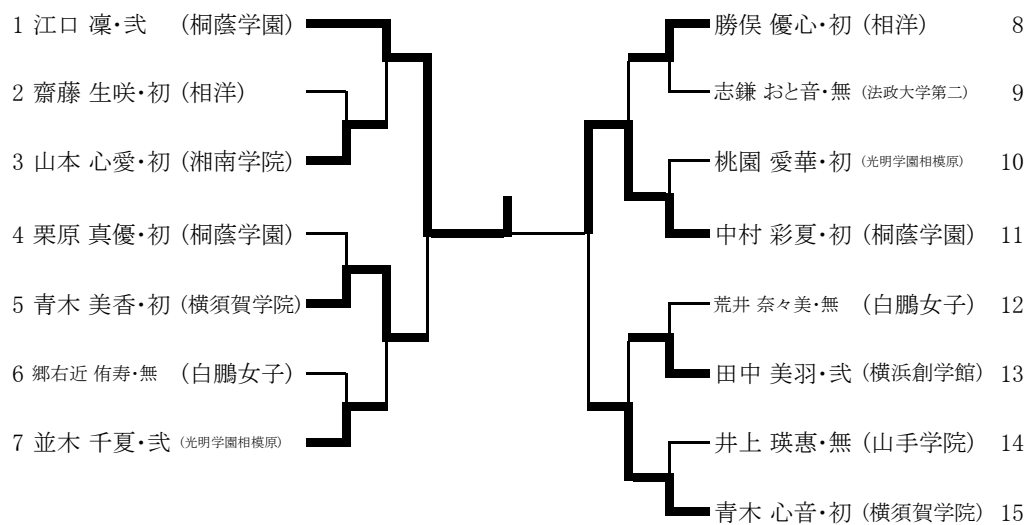 1 江口 凜・弐 (桐蔭学園)
2 齋藤 生咲・初 (相洋)
3 山本 心愛・初 (湘南学院)
4 栗原 真優・初 (桐蔭学園)
5 青木 美香・初 (横須賀学院)
6 郷右近 侑寿・無 (白鵬女子)
7 並木 千夏・弐 (光明学園相模原)
勝俣 優心・初 (相洋) 8
志鎌 おと音・無 (法政大学第二) 9
桃園 愛華・初 (光明学園相模原) 10
中村 彩夏・初 (桐蔭学園) 11
荒井 奈々美・無 (白鵬女子) 12
田中 美羽・弐 (横浜創学館) 13
井上 瑛惠・無 (山手学院) 14
青木 心音・初 (横須賀学院) 15